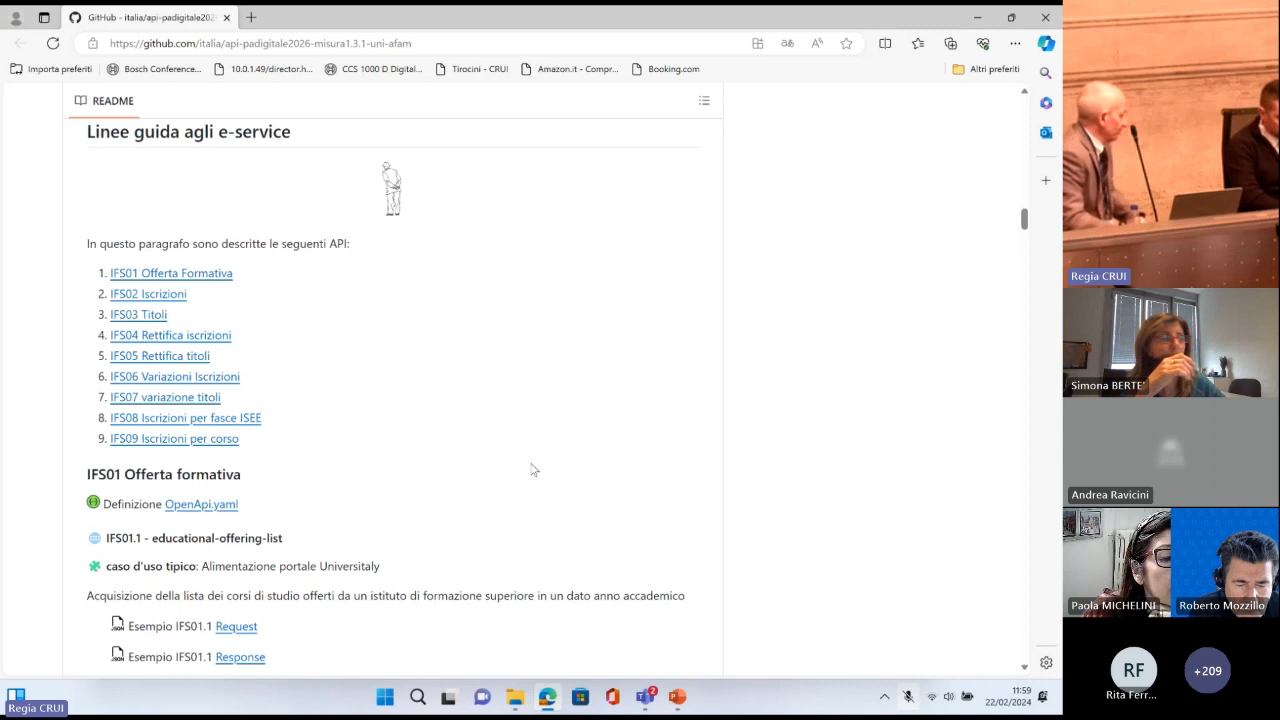 GitHub - italia/api-padigitale202
https://github.com/italia/api-padigitale2026-misura1.3.1-uni-afam
Importa preferiti
Bosch Conference...
10.0.1.49/director.h...
CCS 1000 D Digital...
Tirocini - CRUI
Amazon.it - Compr...
Booking.com
Altri preferiti
README
Linee guida agli e-service
In questo paragrafo sono descritte le seguenti API:
1. IFS01 Offerta Formativa
2. IFS02 Iscrizioni
3. IFS03 Titoli
4. IFS04 Rettifica iscrizioni
5. IFS05 Rettifica titoli
6. IFS06 Variazioni Iscrizioni
7. IFS07 variazione titoli
8. IFS08 Iscrizioni per fasce ISEE
9. IFS09 Iscrizioni per corso
IFS01 Offerta formativa
Definizione OpenApi.yaml
IFS01.1 - educational-offering-list
caso d'uso tipico: Alimentazione portale Universitaly
Acquisizione della lista dei corsi di studio offerti da un istituto di formazione superiore in un dato anno accademico
Esempio IFS01.1 Request
Esempio IFS01.1 Response
11:59
22/02/2024
2
Regia CRUI
Regia CRUI
Simona BERTE'
Andrea Ravicini
Paola MICHELINI
Roberto Mozzillo
RF
Rita Ferr...
+209